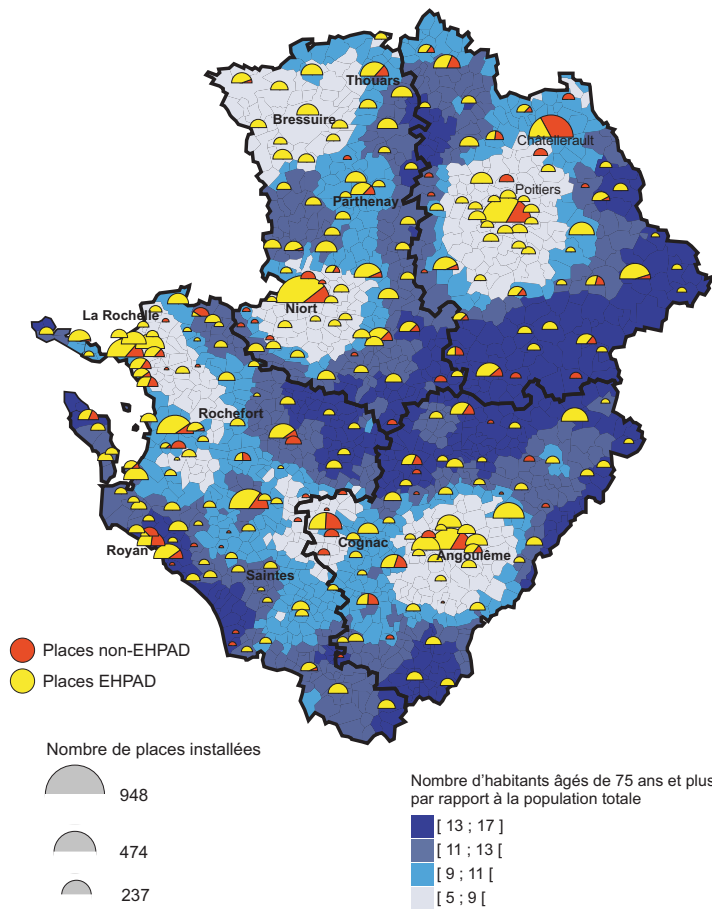 Thouars
Bressuire
Châtellerault
Poitiers
Parthenay
La Rochelle
Niort
Rochefort
Cognac
Angoulême
Royan
Saintes
Places non-EHPAD
Places EHPAD
Nombre de places installées
948
474
237
Nombre d'habitants âgés de 75 ans et plus
par rapport à la population totale
[ 13 ; 17 ]
[ 11 ; 13 [
[ 9 ; 11 [
[ 5 ; 9 [